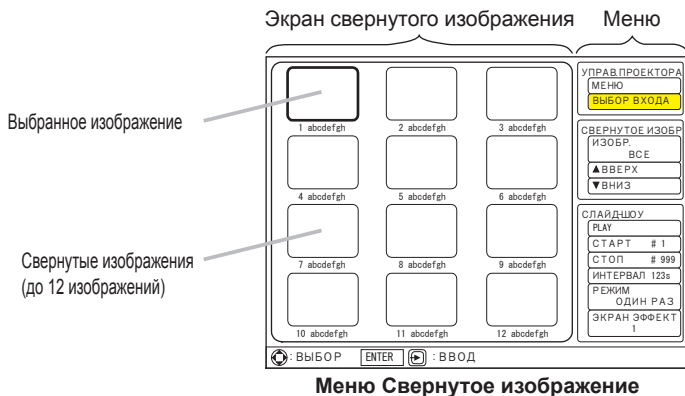 Экран свернутого изображения Меню
Выбранное изображение
1 abcdefgh 2 abcdefgh 3 abcdefgh
4 abcdefgh 5 abcdefgh 6 abcdefgh
Свернутые изображения
(до 12 изображений)
7 abcdefgh 8 abcdefgh 9 abcdefgh
10 abcdefgh 11 abcdefgh 12 abcdefgh
УПРАВ.ПРОЕКТОРА
МЕНЮ
ВЫБОР ВХОДА
СВЕРНУТОЕ ИЗОБР
ИЗОБР.
ВСЕ
▲ВВЕРХ
▼ВНИЗ
СЛАЙД-ШОУ
PLAY
СТАРТ # 1
СТОП # 999
ИНТЕРВАЛ 123s
РЕЖИМ
ОДИН РАЗ
ЭКРАН ЭФФЕКТ
1
: ВЫБОР ENTER : ВВОД
Меню Свернутое изображение